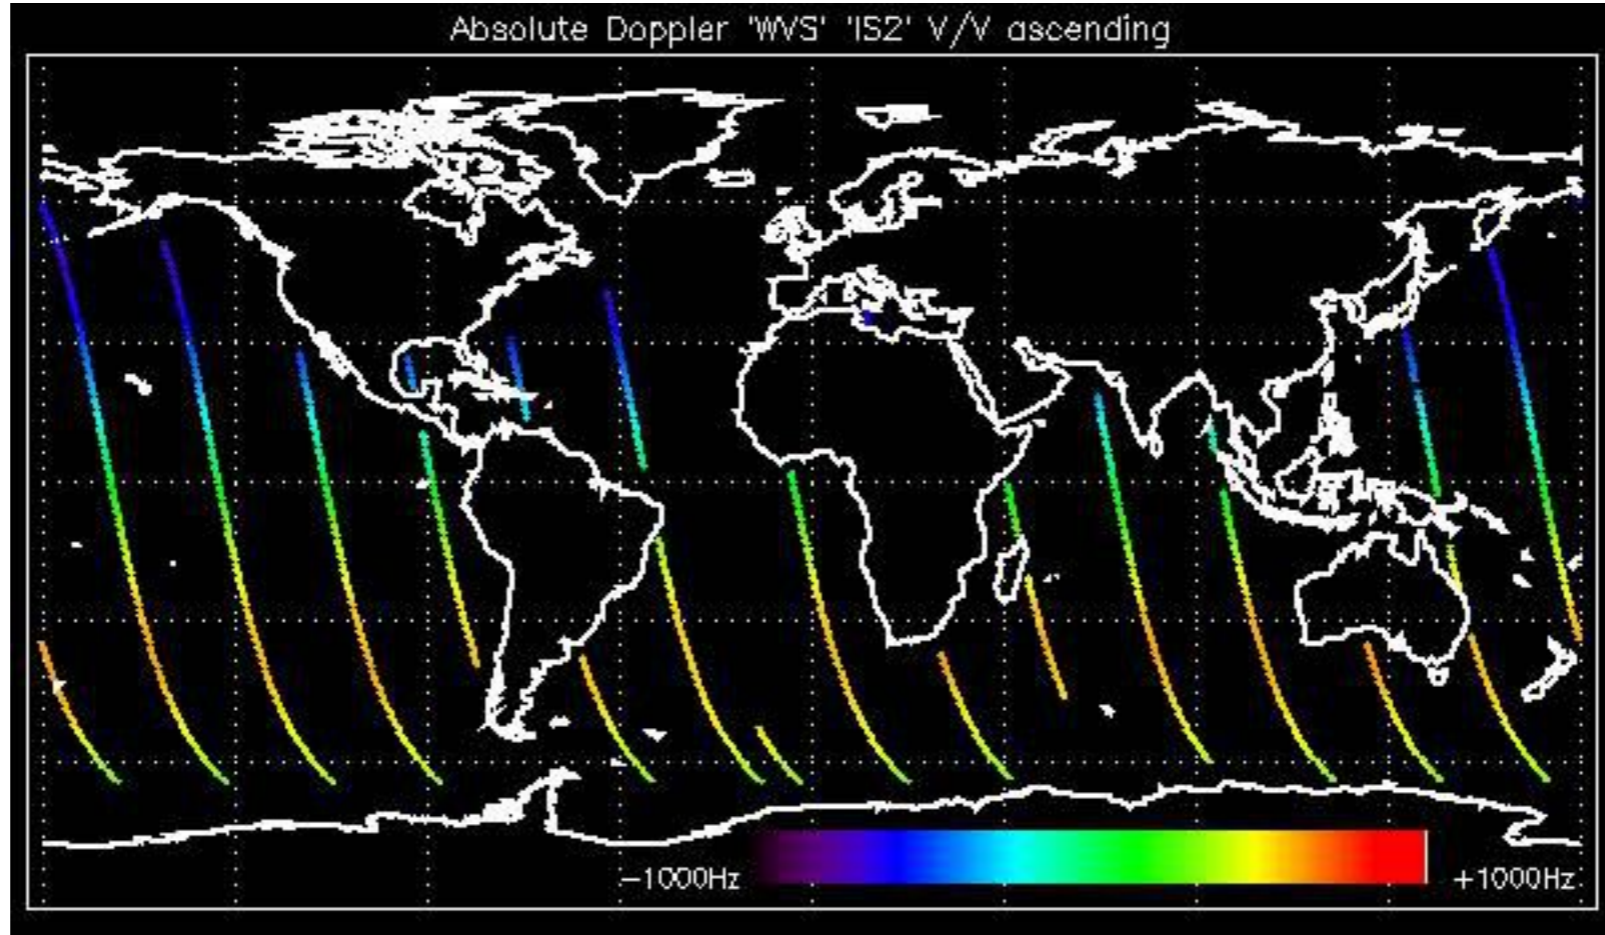 Absolute Doppler 'WVS' 'IS2' V/V ascending
-1000Hz +1000Hz